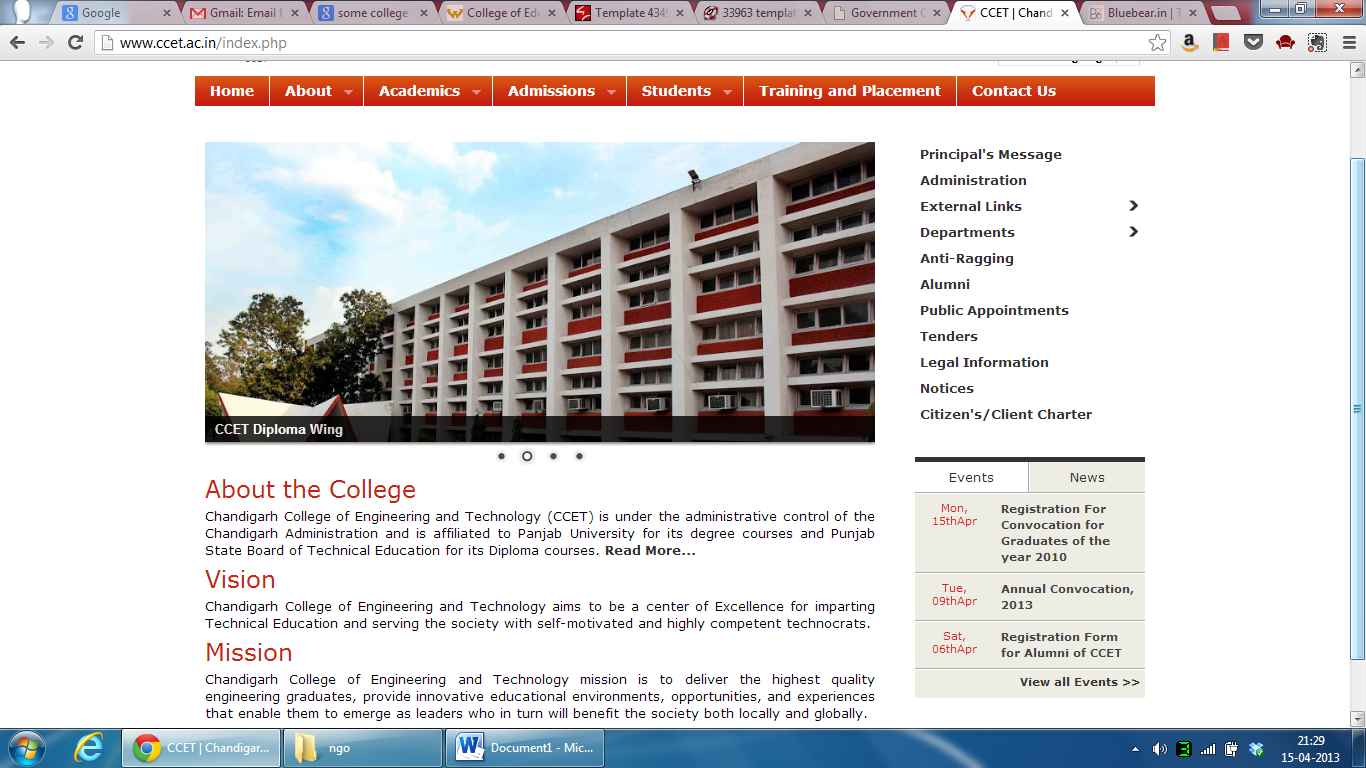 Google
Gmail: Email f
some college
College of Edu
Template 4349
33963 templat
Government C
CCET | Chand
Bluebear.in | T
www.ccet.ac.in/index.php
Home
About
Academics
Admissions
Students
Training and Placement
Contact Us
CCET Diploma Wing
About the College
Chandigarh College of Engineering and Technology (CCET) is under the administrative control of the
Chandigarh Administration and is affiliated to Panjab University for its degree courses and Punjab
State Board of Technical Education for its Diploma courses. Read More...
Vision
Chandigarh College of Engineering and Technology aims to be a center of Excellence for imparting
Technical Education and serving the society with self-motivated and highly competent technocrats.
Mission
Chandigarh College of Engineering and Technology mission is to deliver the highest quality
engineering graduates, provide innovative educational environments, opportunities, and experiences
that enable them to emerge as leaders who in turn will benefit the society both locally and globally.
Principal's Message
Administration
External Links
Departments
Anti-Ragging
Alumni
Public Appointments
Tenders
Legal Information
Notices
Citizen's/Client Charter
Events
News
Mon,
15thApr
Registration For
Convocation for
Graduates of the
year 2010
Tue,
09thApr
Annual Convocation,
2013
Sat,
06thApr
Registration Form
for Alumni of CCET
View all Events >>
CCET | Chandigar...
ngo
Document1 - Mic...
21:29
15-04-2013